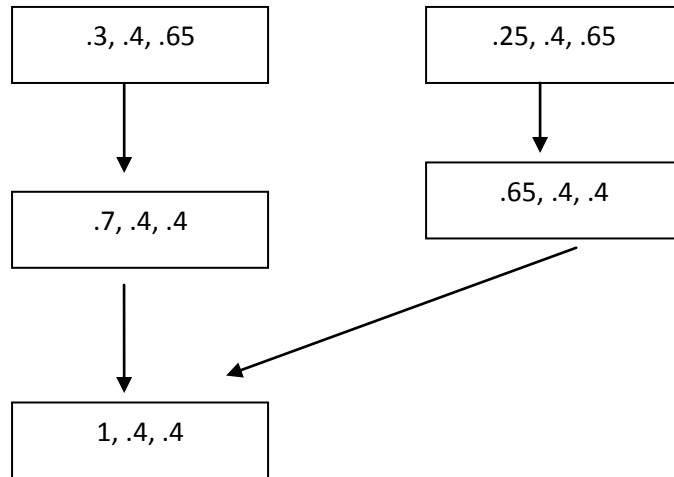 .3, .4, .65
.25, .4, .65
.7, .4, .4
.65, .4, .4
1, .4, .4